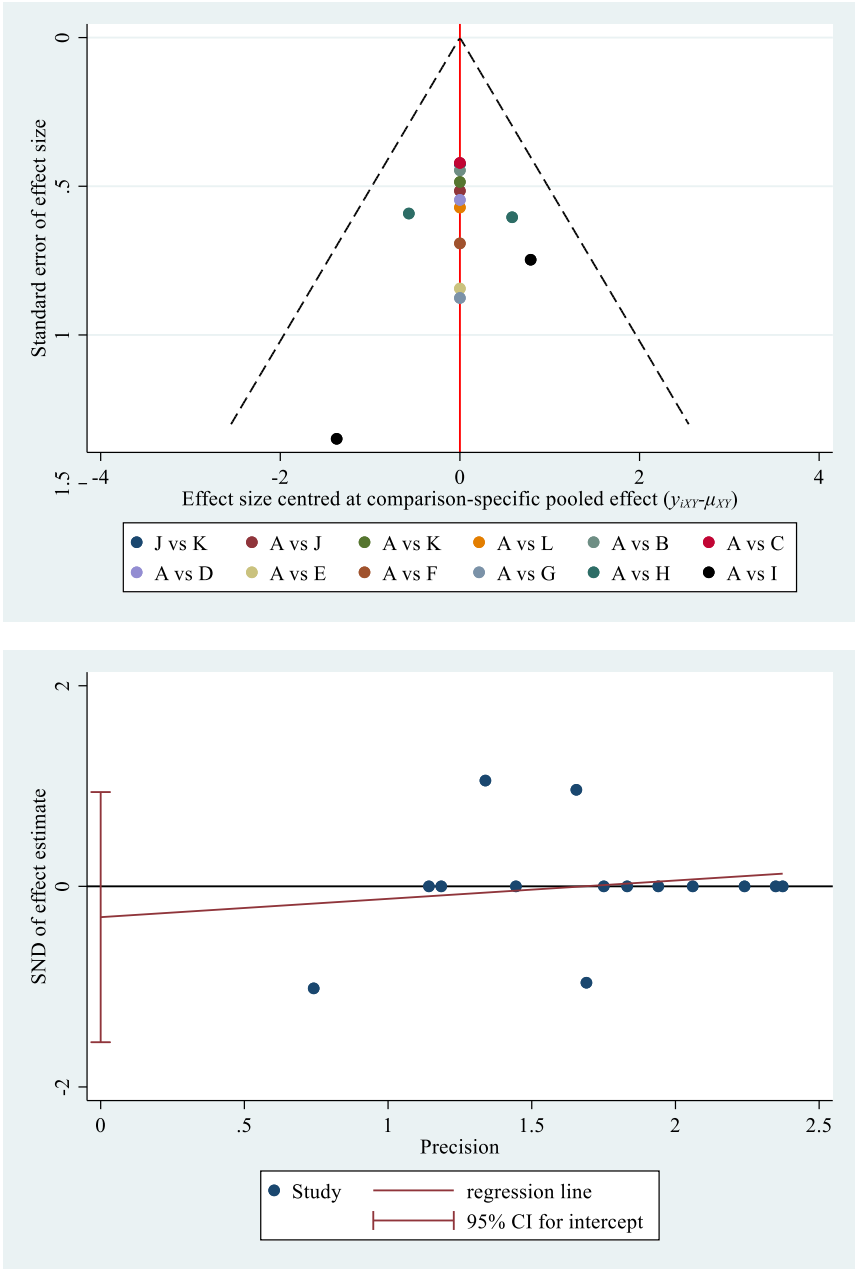 0
.5
1
1.5
Standard error of effect size
-4 -2 0 2 4
Effect size centred at comparison-specific pooled effect (yiXY-μXY)
J vs K A vs J A vs K A vs L A vs B A vs C
A vs D A vs E A vs F A vs G A vs H A vs I
2
0
-2
SND of effect estimate
0 .5 1 1.5 2 2.5
Precision
Study regression line
95% CI for intercept